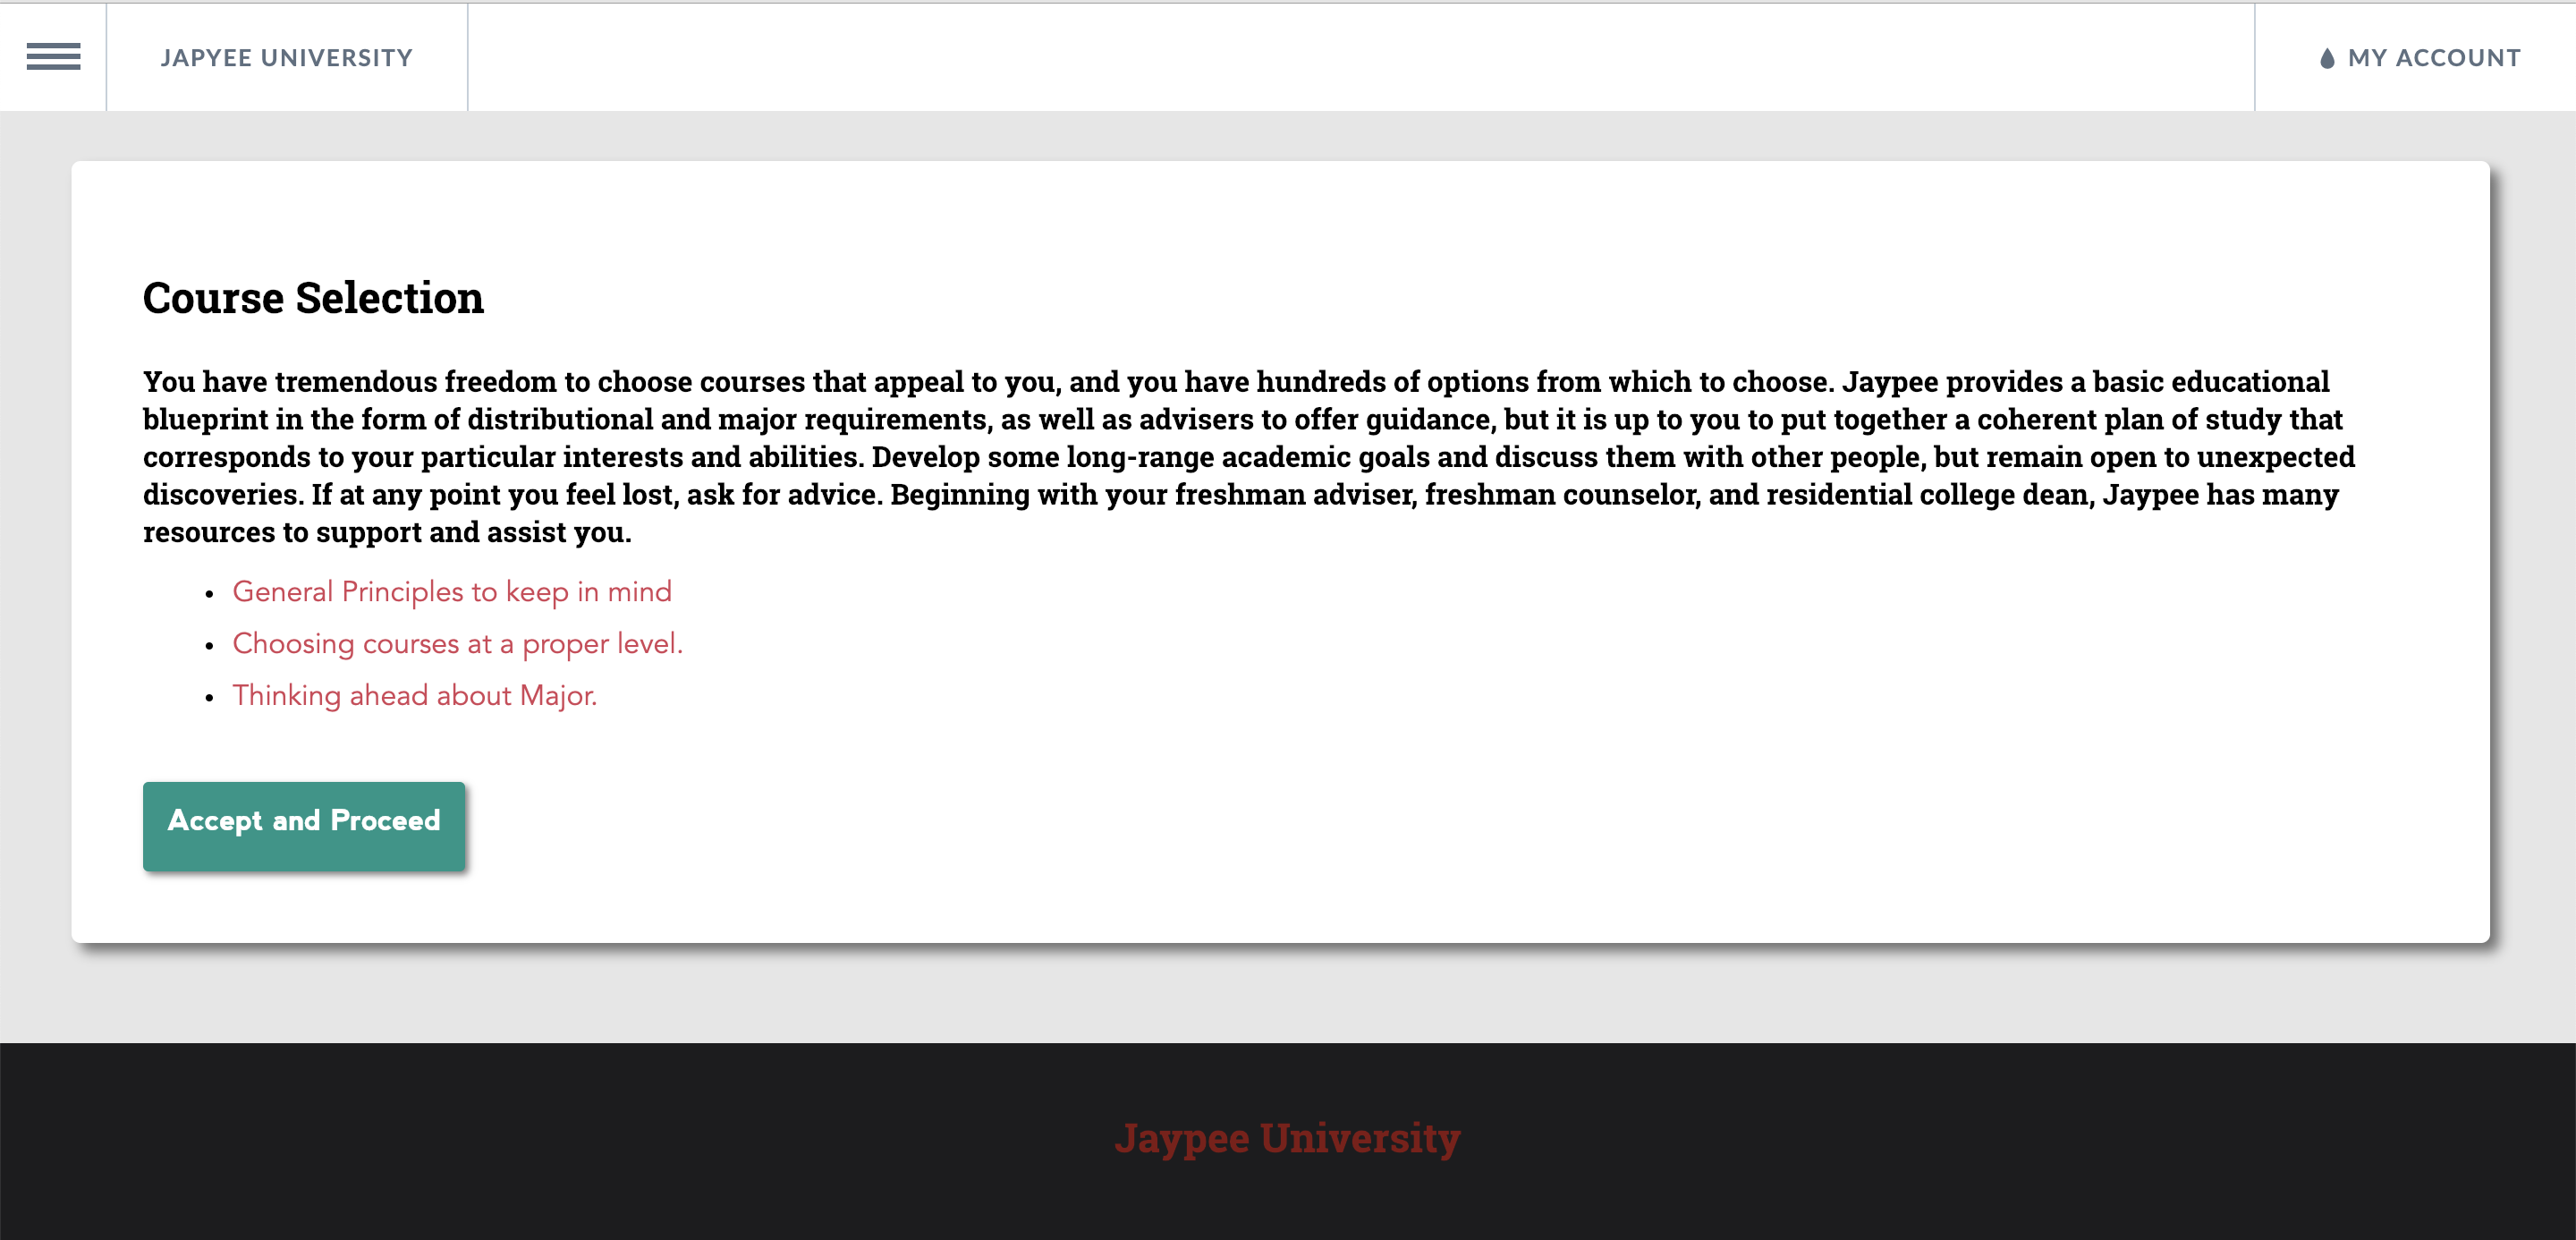 JAPYEE UNIVERSITY
MY ACCOUNT
Course Selection
You have tremendous freedom to choose courses that appeal to you, and you have hundreds of options from which to choose. Jaypee provides a basic educational
blueprint in the form of distributional and major requirements, as well as advisers to offer guidance, but it is up to you to put together a coherent plan of study that
corresponds to your particular interests and abilities. Develop some long-range academic goals and discuss them with other people, but remain open to unexpected
discoveries. If at any point you feel lost, ask for advice. Beginning with your freshman adviser, freshman counselor, and residential college dean, Jaypee has many
resources to support and assist you.
• General Principles to keep in mind
• Choosing courses at a proper level.
• Thinking ahead about Major.
Accept and Proceed
Jaypee University